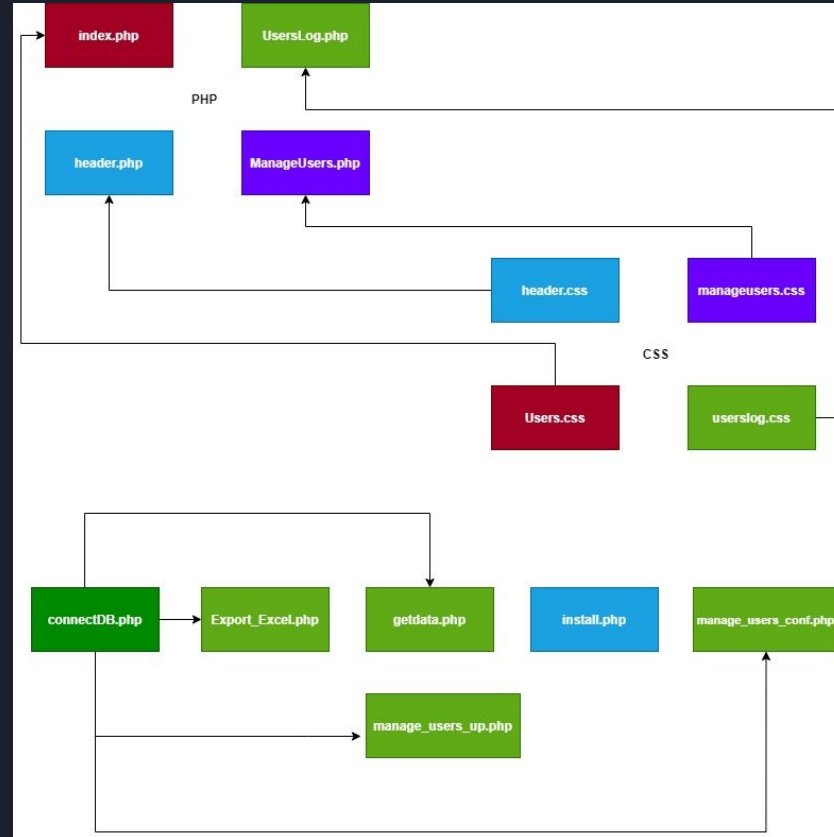 index.php
UsersLog.php
PHP
header.php
ManageUsers.php
header.css
manageusers.css
CSS
Users.css
userslog.css
connectDB.php
Export_Excel.php
getdata.php
install.php
manage_users_conf.php
manage_users_up.php